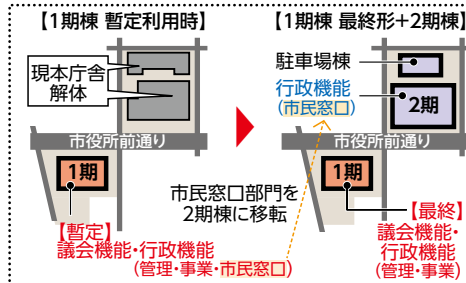 【1期棟 暫定利用時】
現本庁舎
解体
市役所前通り
1期
【暫定】
議会機能・行政機能
(管理・事業・市民窓口)
【1期棟 最終形+2期棟】
駐車場棟
行政機能
(市民窓口)
2期
市役所前通り
市民窓口部門を
2期棟に移転
1期
【最終】
議会機能・
行政機能
(管理・事業)